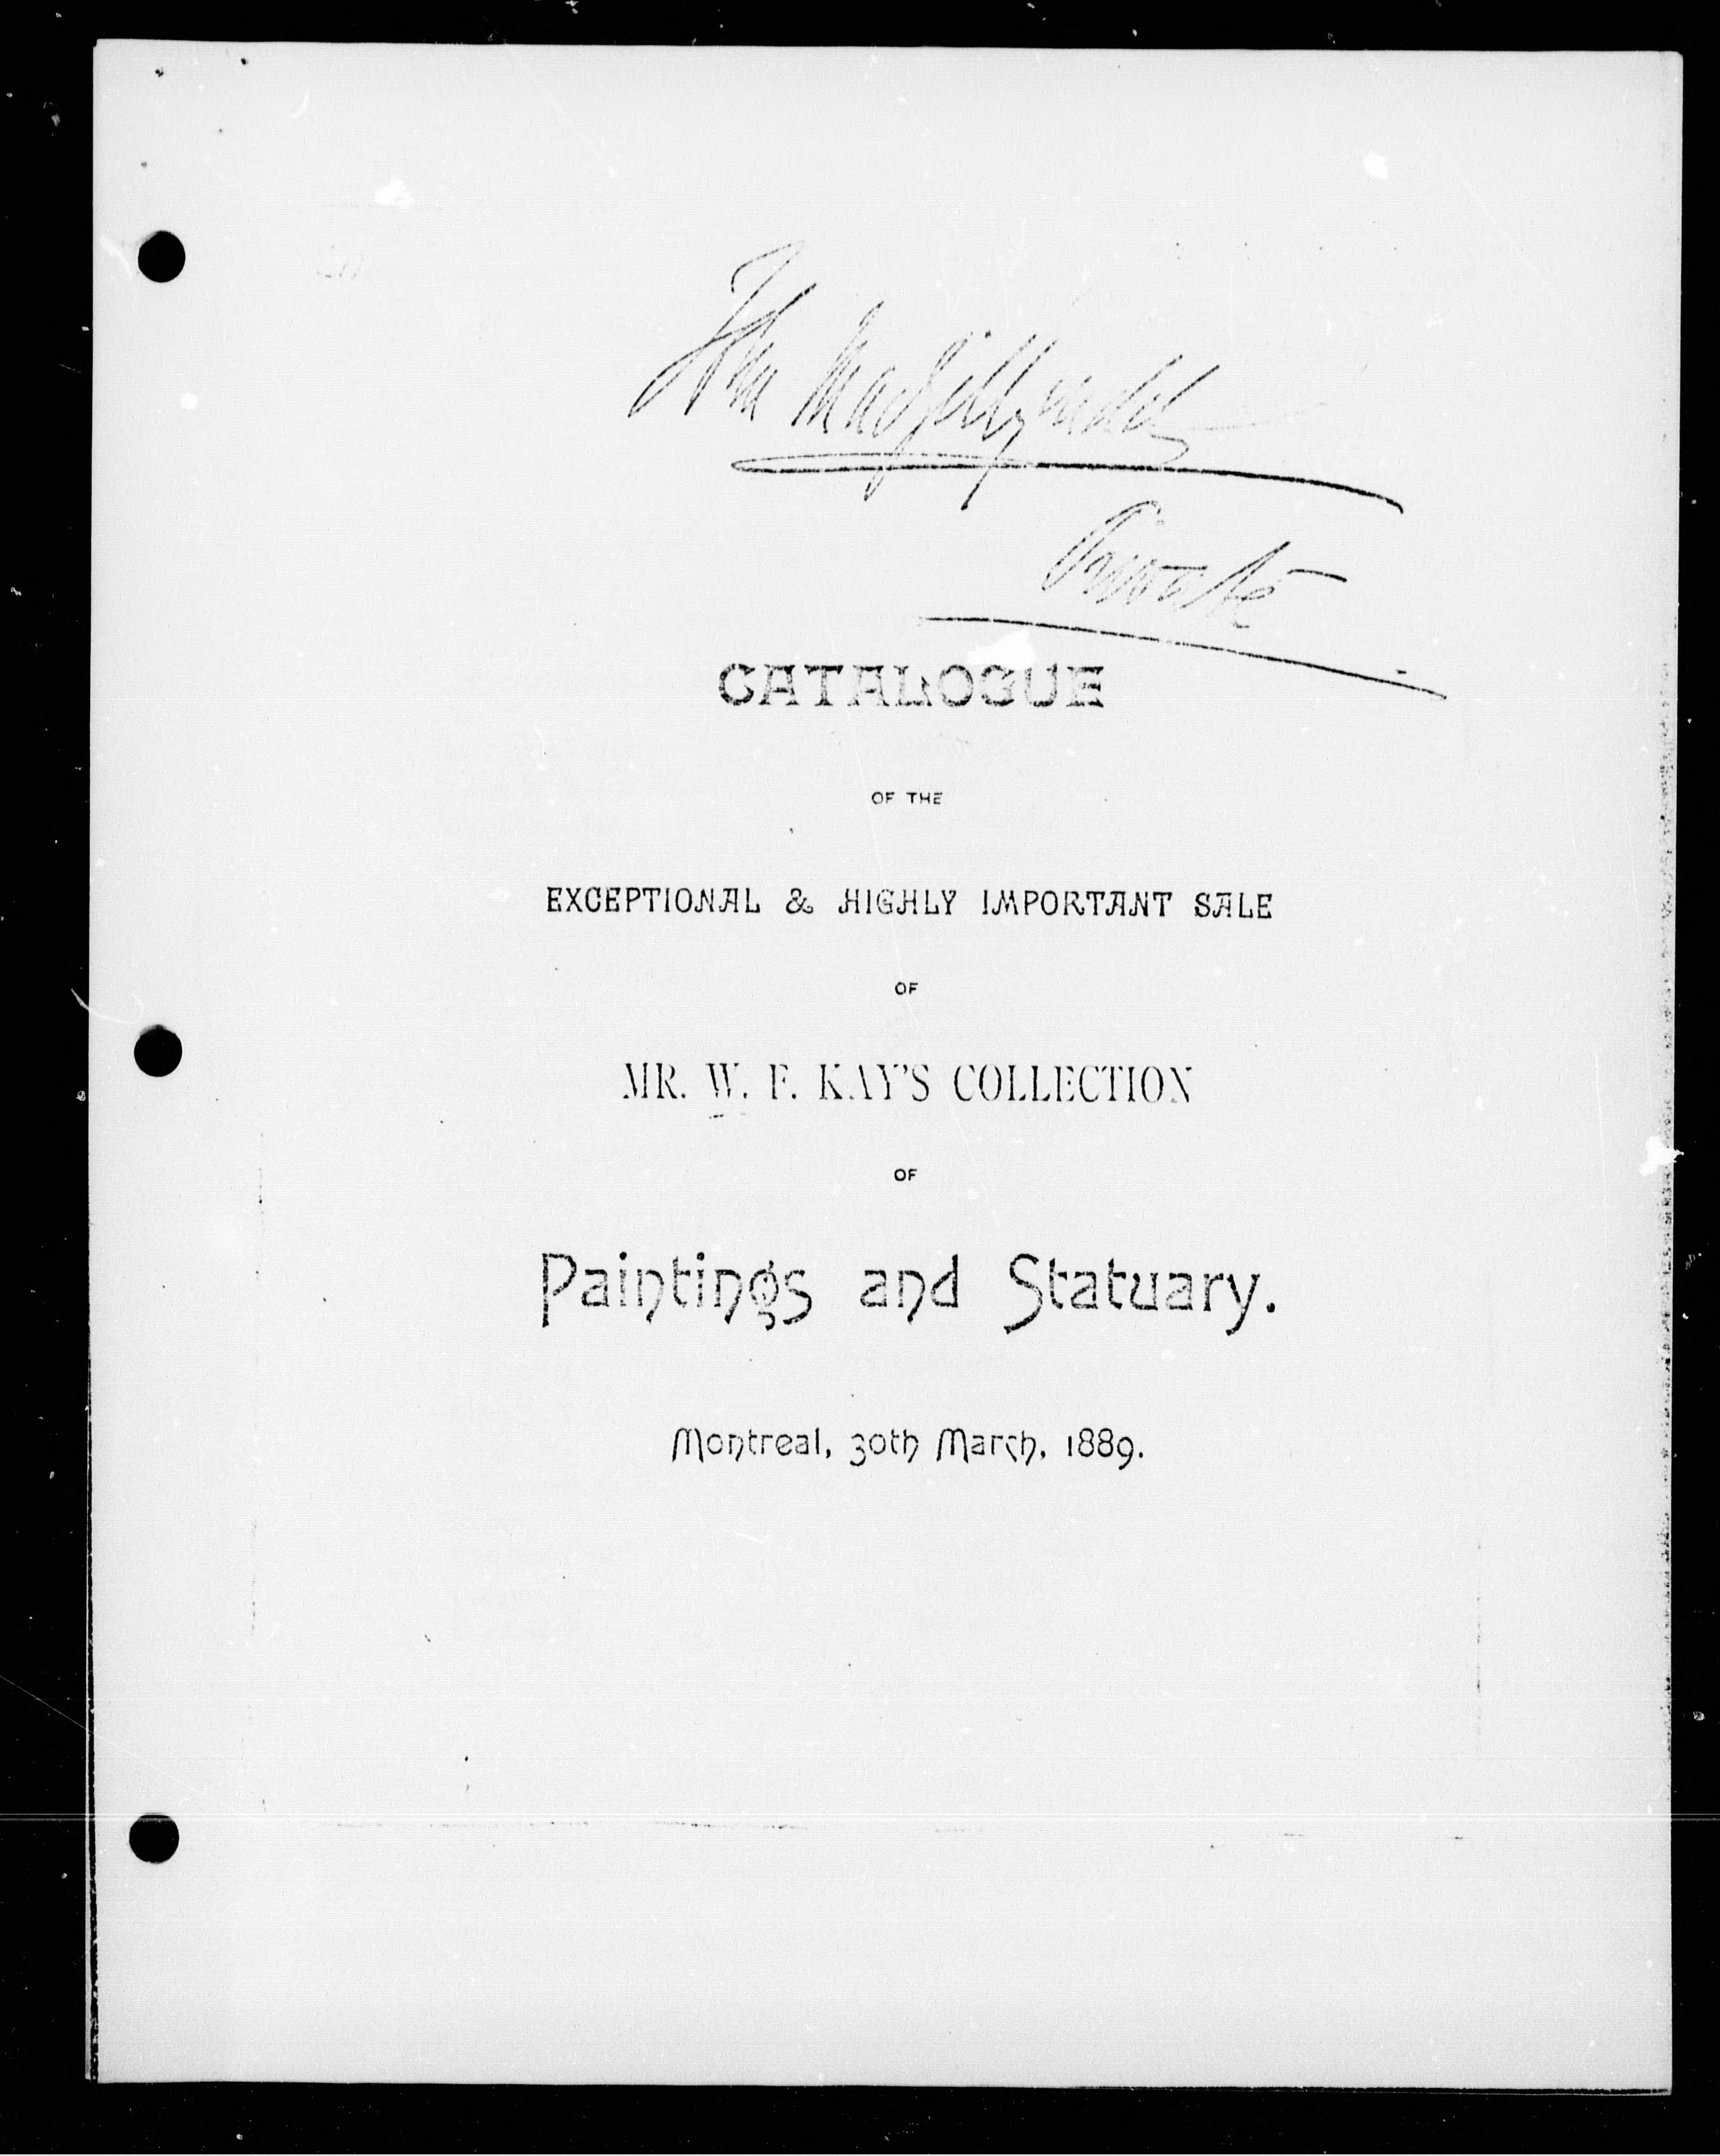 Private
CATALOGUE
OF THE
EXCEPTIONAL & HIGHLY IMPORTANT SALE
OF
MR. W. F. KAY'S COLLECTION
OF
Paintings and Statuary.
Montreal, 30th March, 1889.